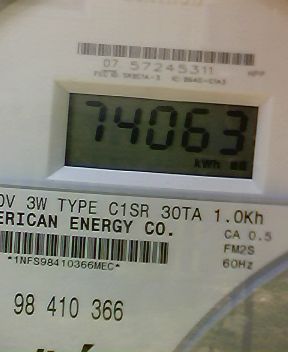 07 57245311
74063
kWh
0V 3W TYPE C1SR 30TA 1.0Kh
ERICAN ENERGY CO.
CA 0.5
FM2S
60Hz
*1NFS98410366MEC*
98 410 366